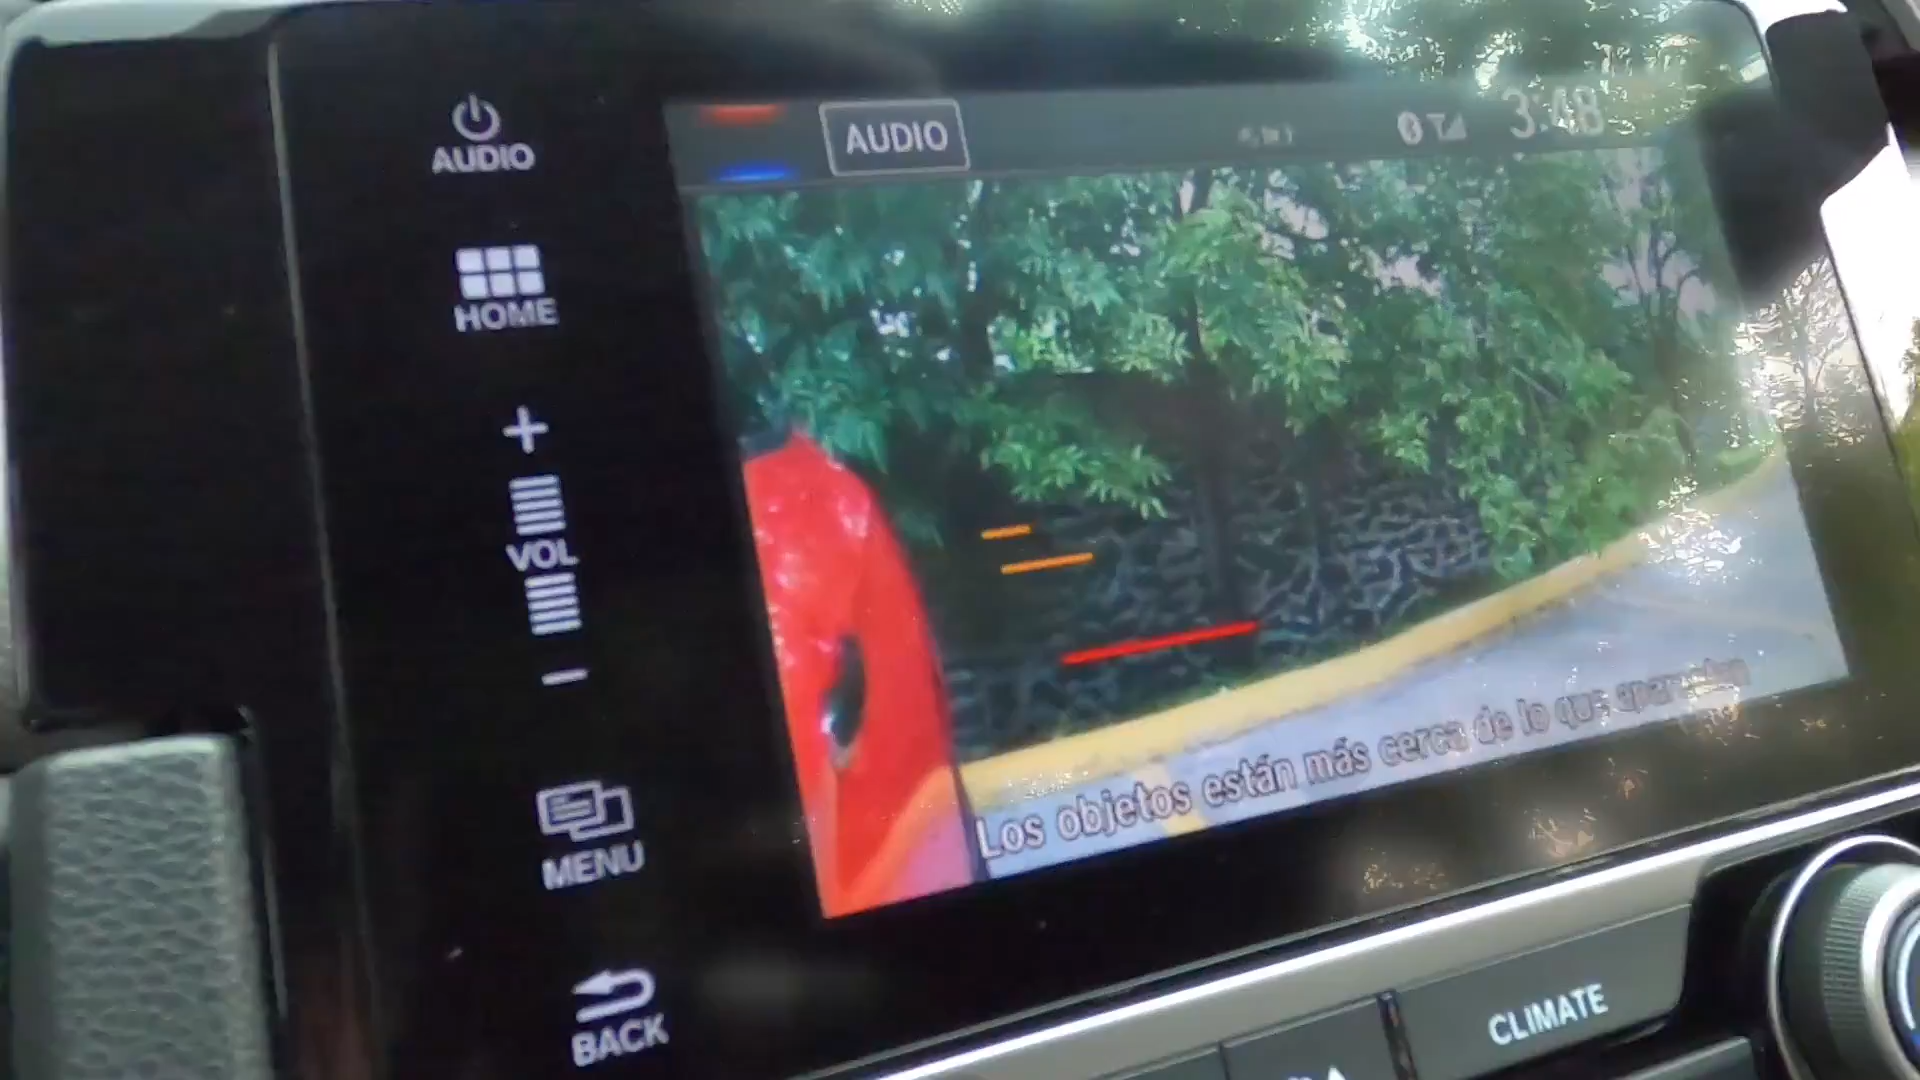 AUDIO
HOME
+
VOL
−
MENU
BACK
AUDIO
3:48
Los objetos están más cerca de lo que
CLIMATE